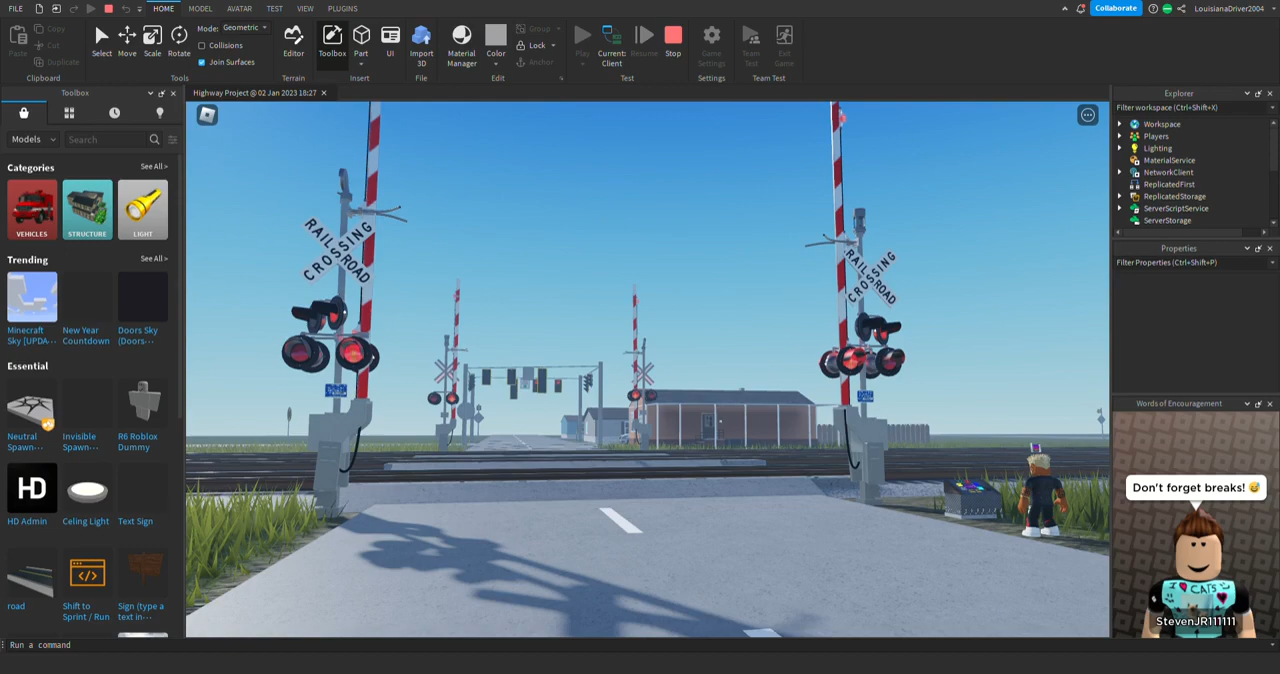 FILE
HOME
MODEL
AVATAR
TEST
VIEW
PLUGINS
Collaborate
LouisianaDriver2004
Paste
Copy
Cut
Duplicate
Clipboard
Select
Move
Scale
Rotate
Mode: Geometric
Collisions
Join Surfaces
Tools
Editor
Terrain
Toolbox
Part
UI
Insert
Import
3D
File
Material
Manager
Color
Group
Lock
Anchor
Edit
Play
Current:
Client
Resume
Stop
Test
Game
Settings
Settings
Team
Test
Exit
Game
Team Test
Toolbox
Highway Project @ 02 Jan 2023 18:27
Explorer
Filter workspace (Ctrl+Shift+X)
Models
Search
Categories
See All >
VEHICLES
STRUCTURE
LIGHT
Trending
See All >
Minecraft
Sky [UPDA...
New Year
Countdown
Doors Sky
(Doors...
Essential
Neutral
Spawn...
Invisible
Spawn...
R6 Roblox
Dummy
HD
HD Admin
Celing Light
Text Sign
road
Shift to
Sprint / Run
Sign (type a
text in...
RAILROAD
CROSSING
RAILROAD
CROSSING
Workspace
Players
Lighting
MaterialService
NetworkClient
ReplicatedFirst
ReplicatedStorage
ServerScriptService
ServerStorage
Properties
Filter Properties (Ctrl+Shift+P)
Words of Encouragement
Don't forget breaks! 😅
I CATS
StevenJR111111
Run a command